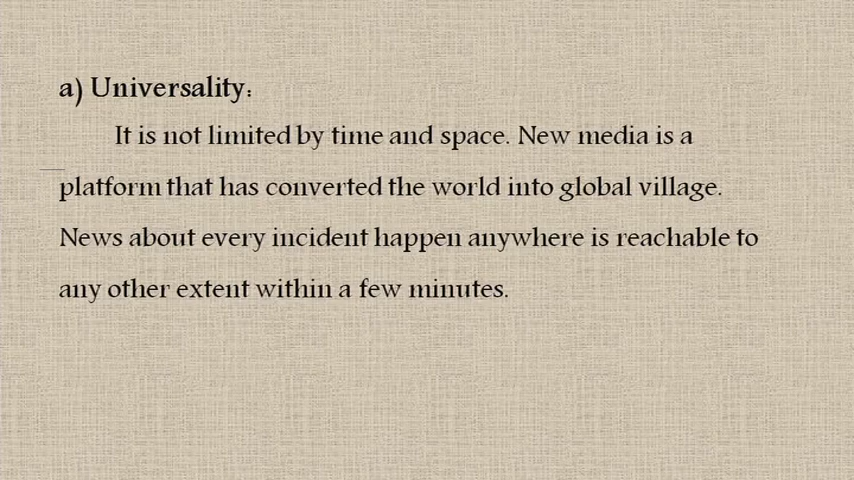 a) Universality:
It is not limited by time and space. New media is a
platform that has converted the world into global village.
News about every incident happen anywhere is reachable to
any other extent within a few minutes.